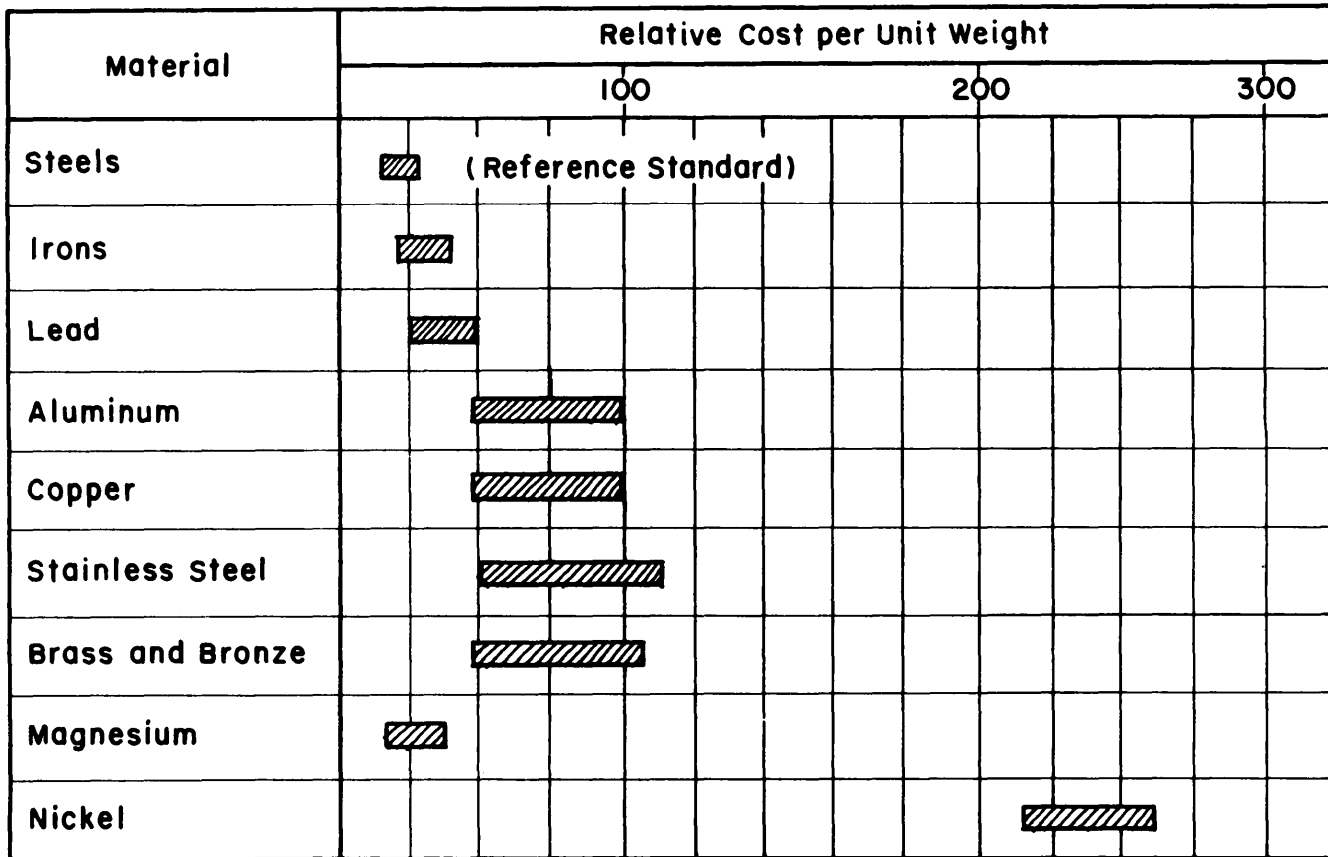 Material
Relative Cost per Unit Weight
100 200 300
Steels (Reference Standard)
Irons
Lead
Aluminum
Copper
Stainless Steel
Brass and Bronze
Magnesium
Nickel